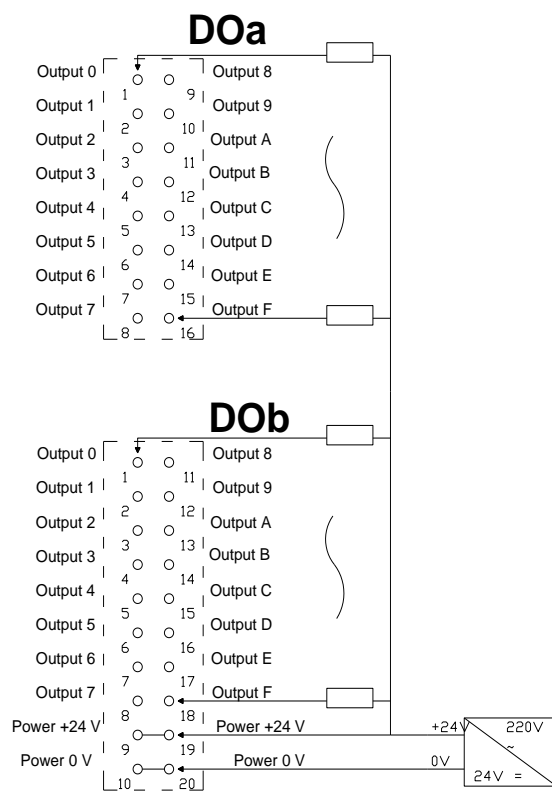 DOa
Output 0 Output 8
1 9
Output 1 Output 9
2 10
Output 2 Output A
3 11
Output 3 Output B
4 12
Output 4 Output C
5 13
Output 5 Output D
6 14
Output 6 Output E
7 15
Output 7 Output F
8 16
DOb
Output 0 Output 8
1 11
Output 1 Output 9
2 12
Output 2 Output A
3 13
Output 3 Output B
4 14
Output 4 Output C
5 15
Output 5 Output D
6 16
Output 6 Output E
7 17
Output 7 Output F
8 18
Power +24 V Power +24 V +24V 220V
9 19 ~
Power 0 V Power 0 V 0V
10 20 24V =